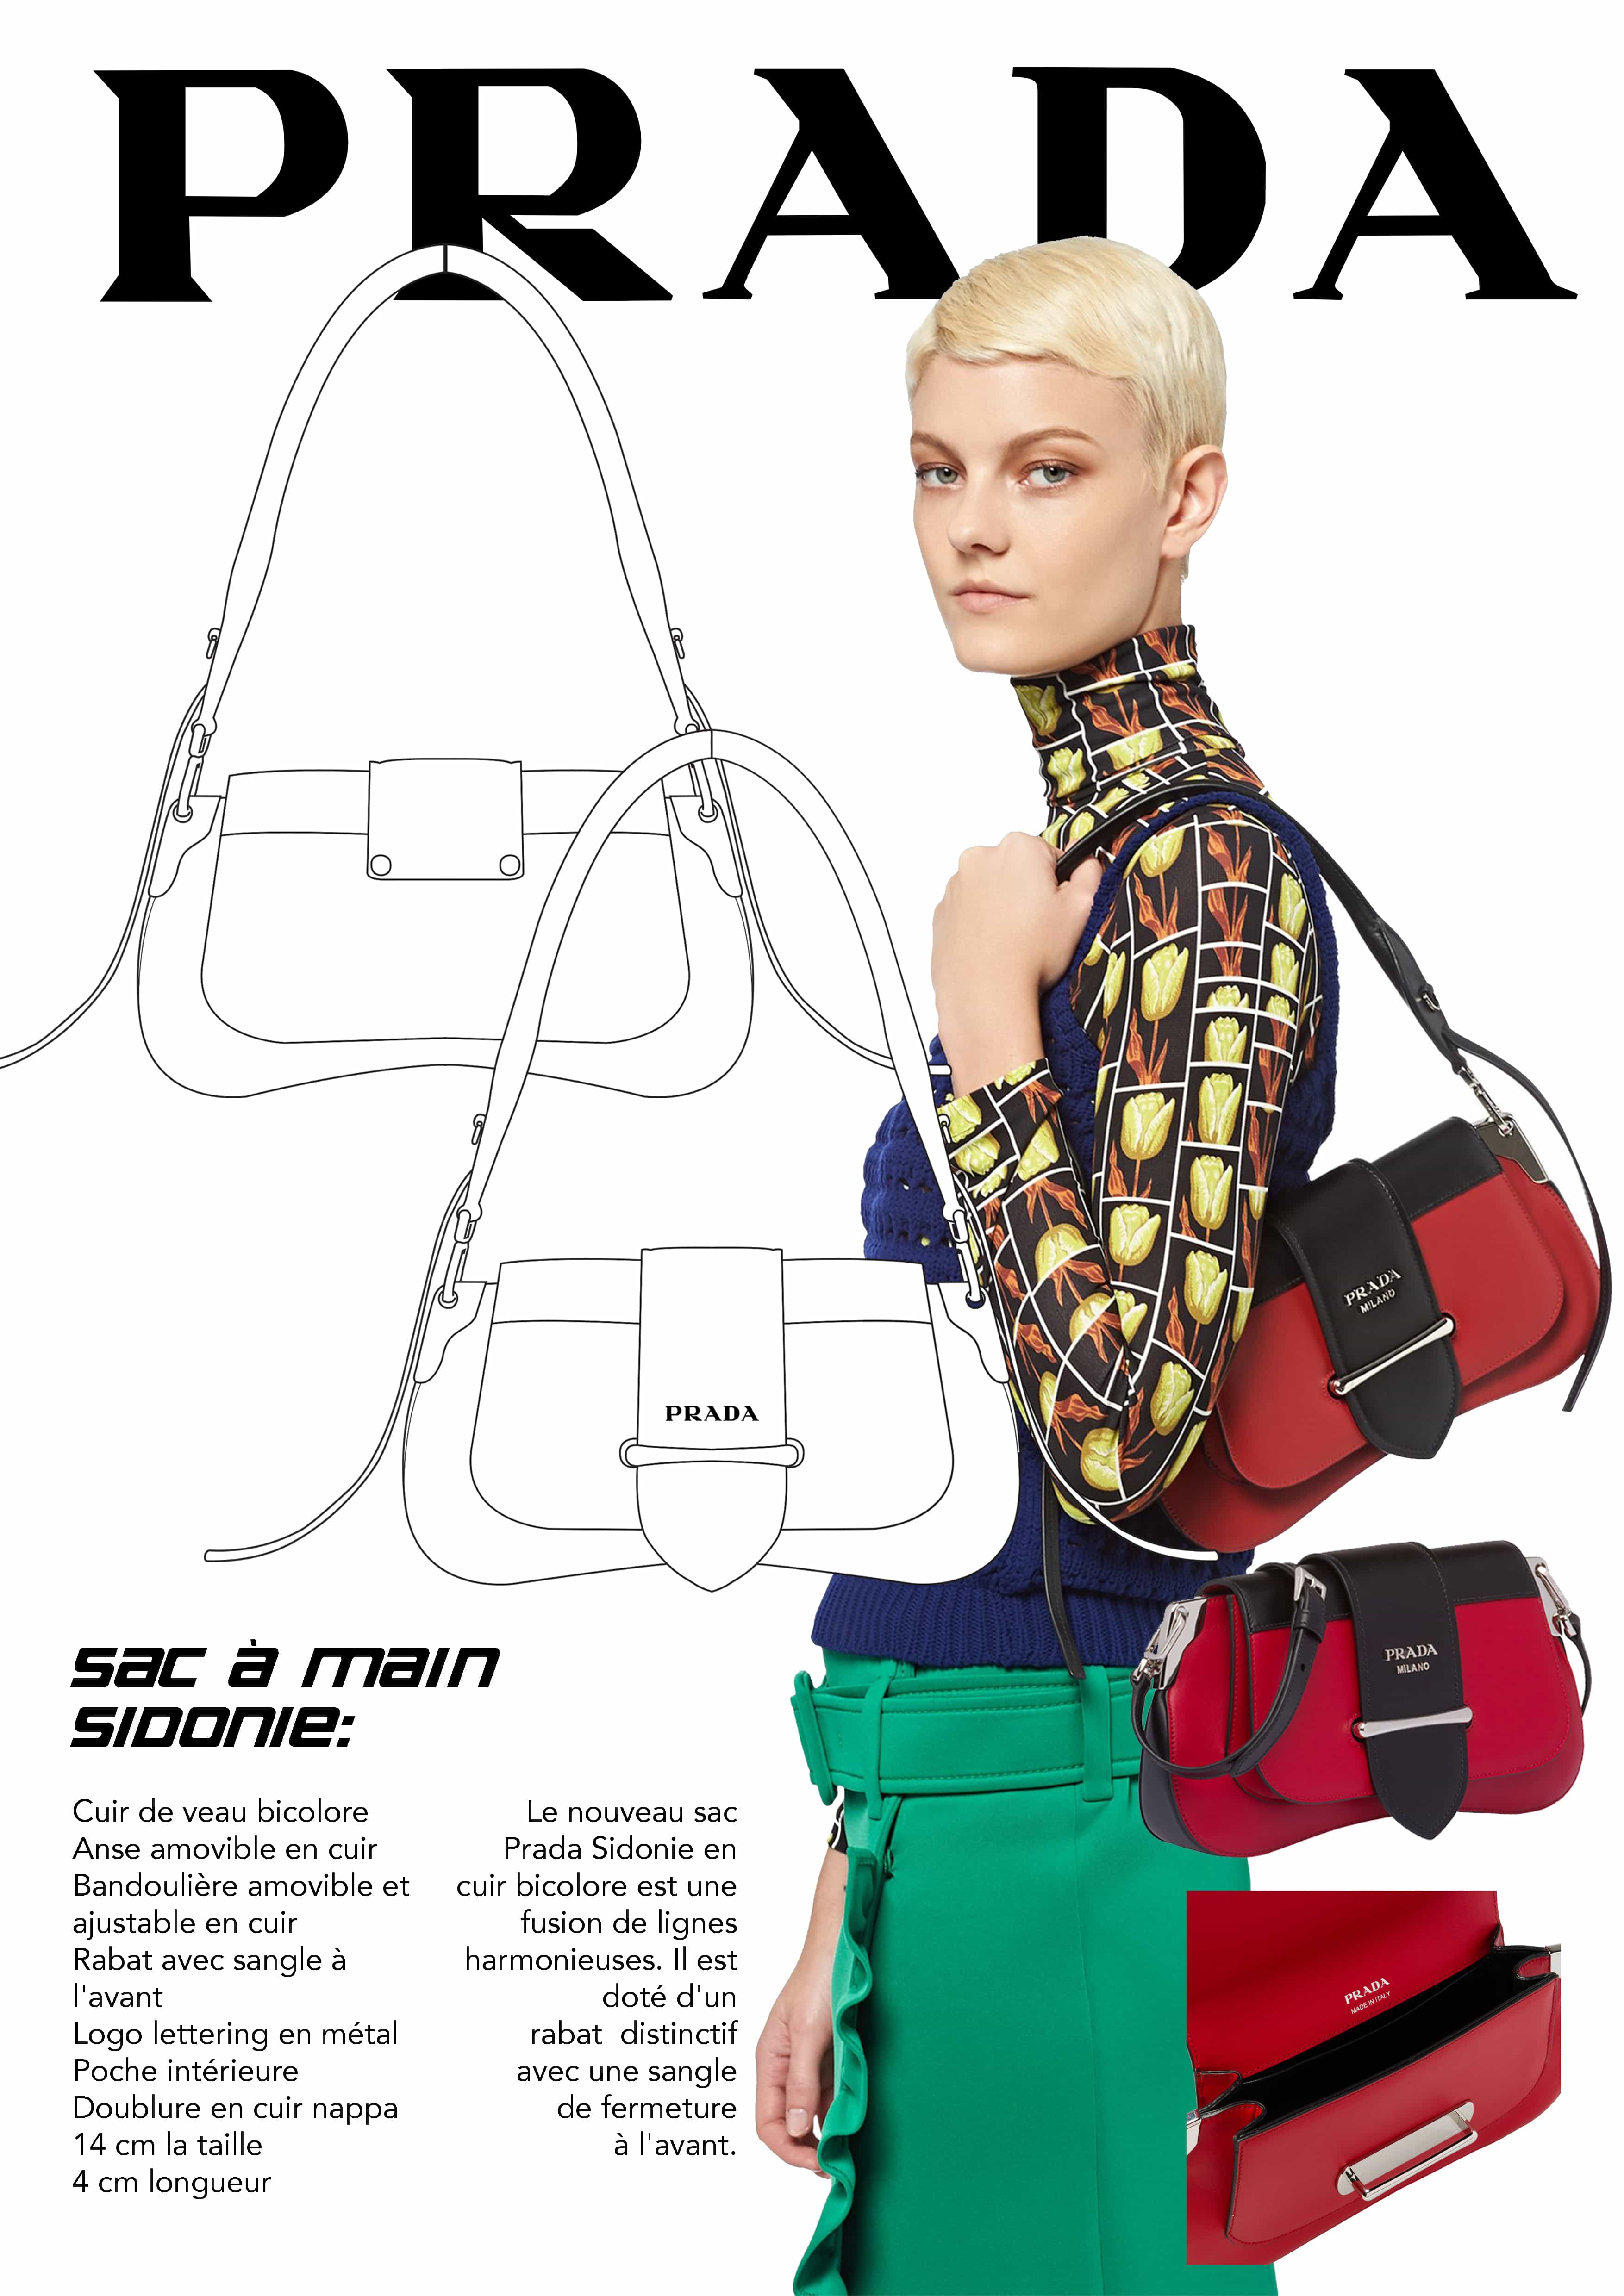 PRADA
PRADA
MILANO
PRADA
PRADA
MILANO
sac à main
sidonie:
Cuir de veau bicolore
Anse amovible en cuir
Bandoulière amovible et
ajustable en cuir
Rabat avec sangle à
l'avant
Logo lettering en métal
Poche intérieure
Doublure en cuir nappa
14 cm la taille
4 cm longueur
Le nouveau sac
Prada Sidonie en
cuir bicolore est une
fusion de lignes
harmonieuses. Il est
doté d'un
rabat  distinctif
avec une sangle
de fermeture
à l'avant.
PRADA
MADE IN ITALY